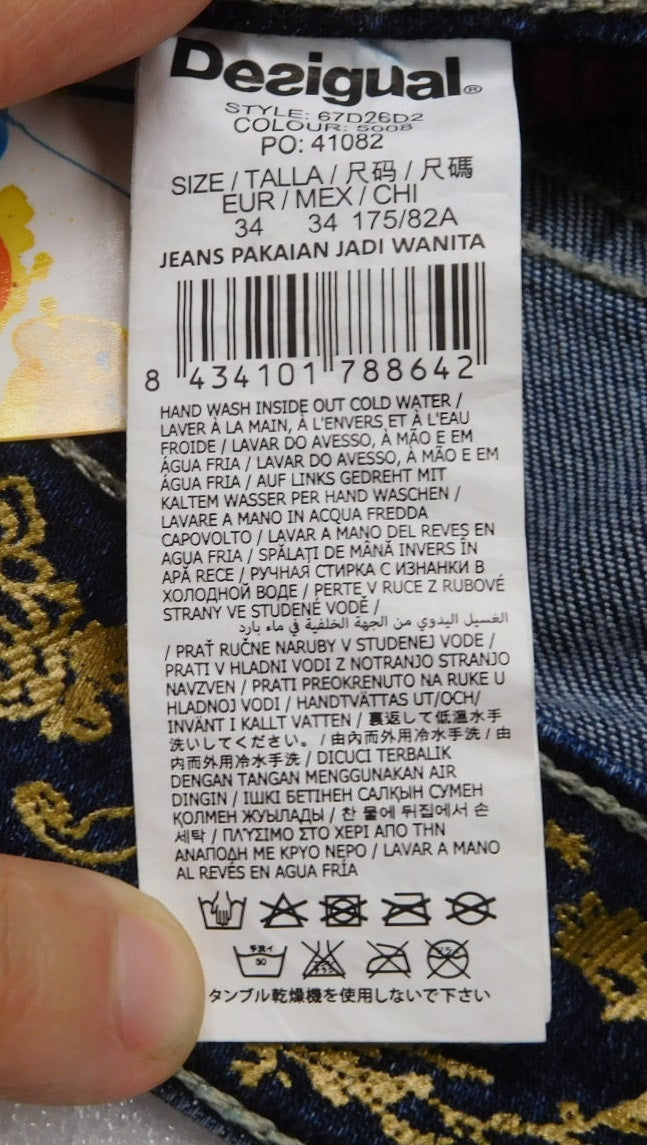 Desigual®
STYLE: 67D26D2
COLOUR: 5008
PO: 41082
SIZE / TALLA / 尺码 / 尺碼
EUR / MEX / CHI
34 34 175/82A
JEANS PAKAIAN JADI WANITA
8 434101 788642
HAND WASH INSIDE OUT COLD WATER /
LAVER À LA MAIN, À L'ENVERS ET À L'EAU
FROIDE / LAVAR DO AVESSO, À MÃO E EM
ÁGUA FRIA / LAVAR DO AVESSO, À MÃO E EM
ÁGUA FRIA / AUF LINKS GEDREHT MIT
KALTEM WASSER PER HAND WASCHEN /
LAVARE A MANO IN ACQUA FREDDA
CAPOVOLTO / LAVAR A MANO DEL REVES EN
AGUA FRIA / SPĂLAȚI DE MÂNĂ INVERS ÎN
APĂ RECE / РУЧНАЯ СТИРКА С ИЗНАНКИ В
ХОЛОДНОЙ ВОДЕ / PERTE V RUCE Z RUBOVÉ
STRANY VE STUDENÉ VODĚ /
الغسيل اليدوي من الجهة الخلفية في ماء بارد
/ PRAŤ RUČNE NARUBY V STUDENEJ VODE /
PRATI V HLADNI VODI Z NOTRANJO STRANJO
NAVZVEN / PRATI PREOKRENUTO NA RUKE U
HLADNOJ VODI / HANDTVÄTTAS UT/OCH/
INVÄNT I KALLT VATTEN / 裏返して低温水手
洗いしてください。 / 由内而外用冷水手洗 / 由
内而外用冷水手洗 / DICUCI TERBALIK
DENGAN TANGAN MENGGUNAKAN AIR
DINGIN / ІШКІ БЕТІНЕН САЛҚЫН СУМЕН
ҚОЛМЕН ЖУЫЛАДЫ / 찬 물에 뒤집에서 손
세탁 / ΠΛΎΣΙΜΟ ΣΤΟ ΧΕΡΙ ΑΠΟ ΤΗΝ
ΑΝΑΠΟΔΗ ΜΕ ΚΡΥΟ ΝΕΡΟ / LAVAR A MANO
AL REVÉS EN AGUA FRÍA
手洗イ
30
タンブル乾燥機を使用しないで下さい